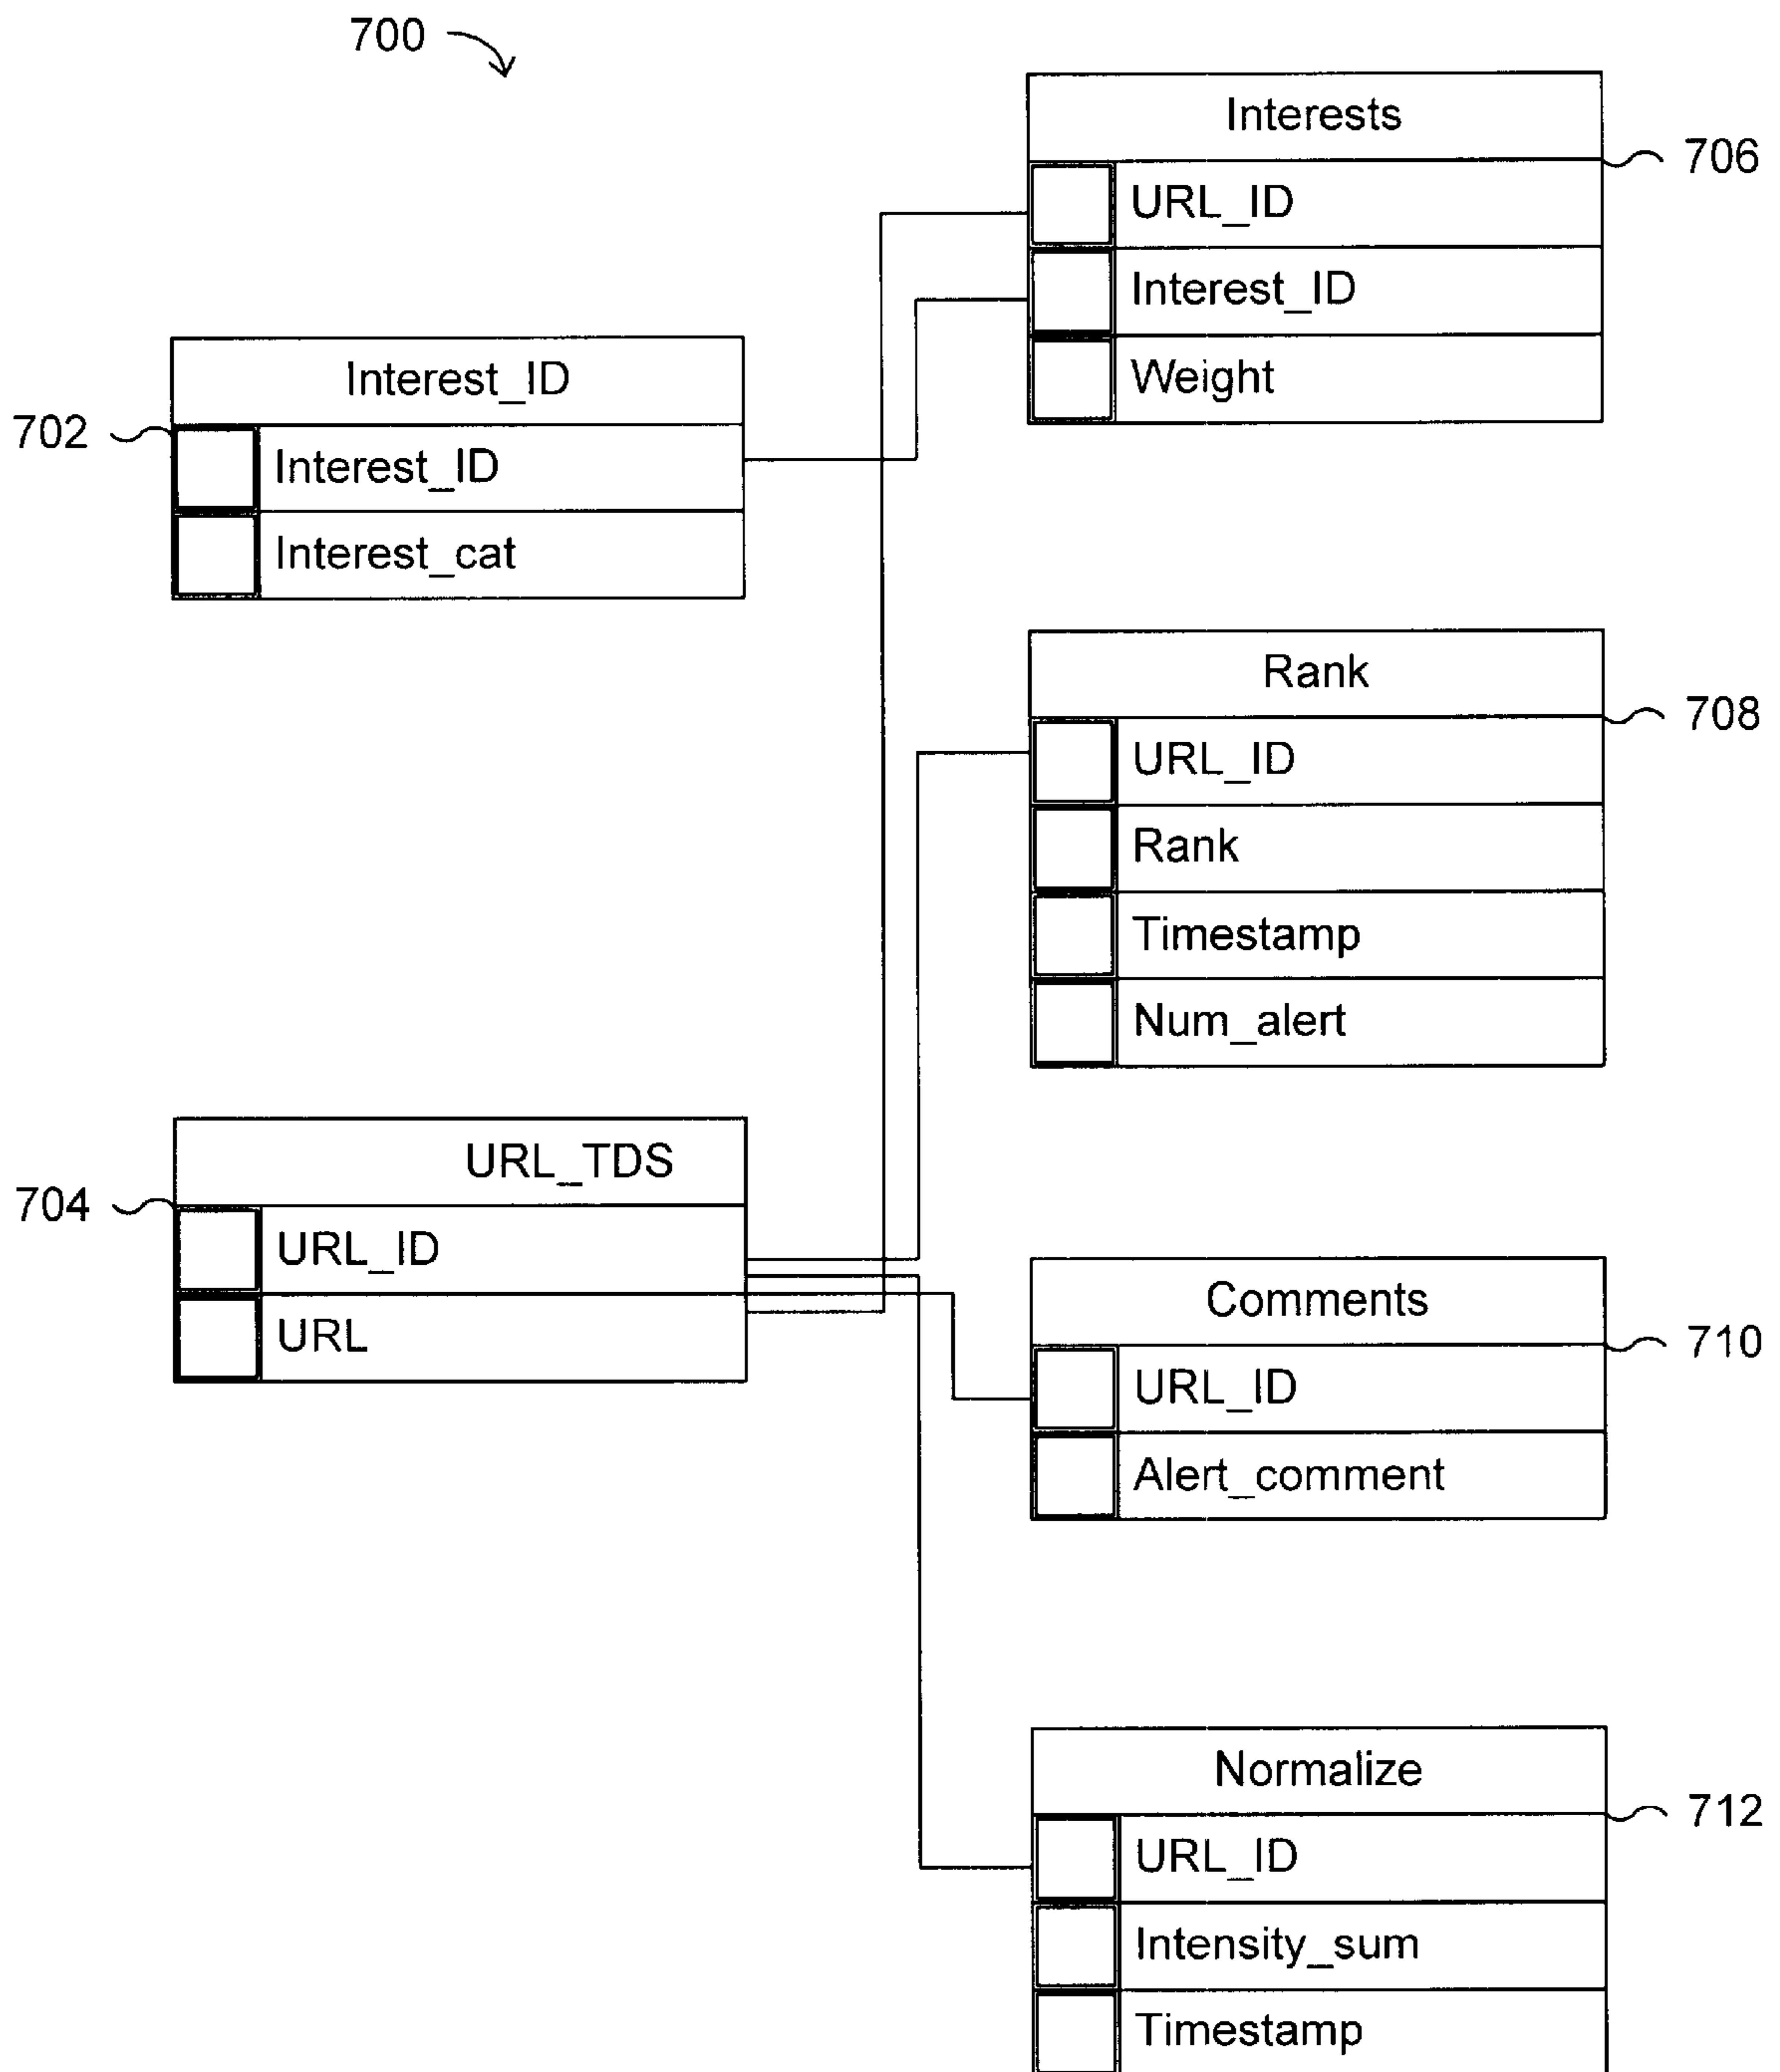 700
Interests
706
URL_ID
Interest_ID
Weight
Interest_ID
702
Interest_ID
Interest_cat
Rank
708
URL_ID
Rank
Timestamp
Num_alert
URL_TDS
704
URL_ID
URL
Comments
710
URL_ID
Alert_comment
Normalize
712
URL_ID
Intensity_sum
Timestamp